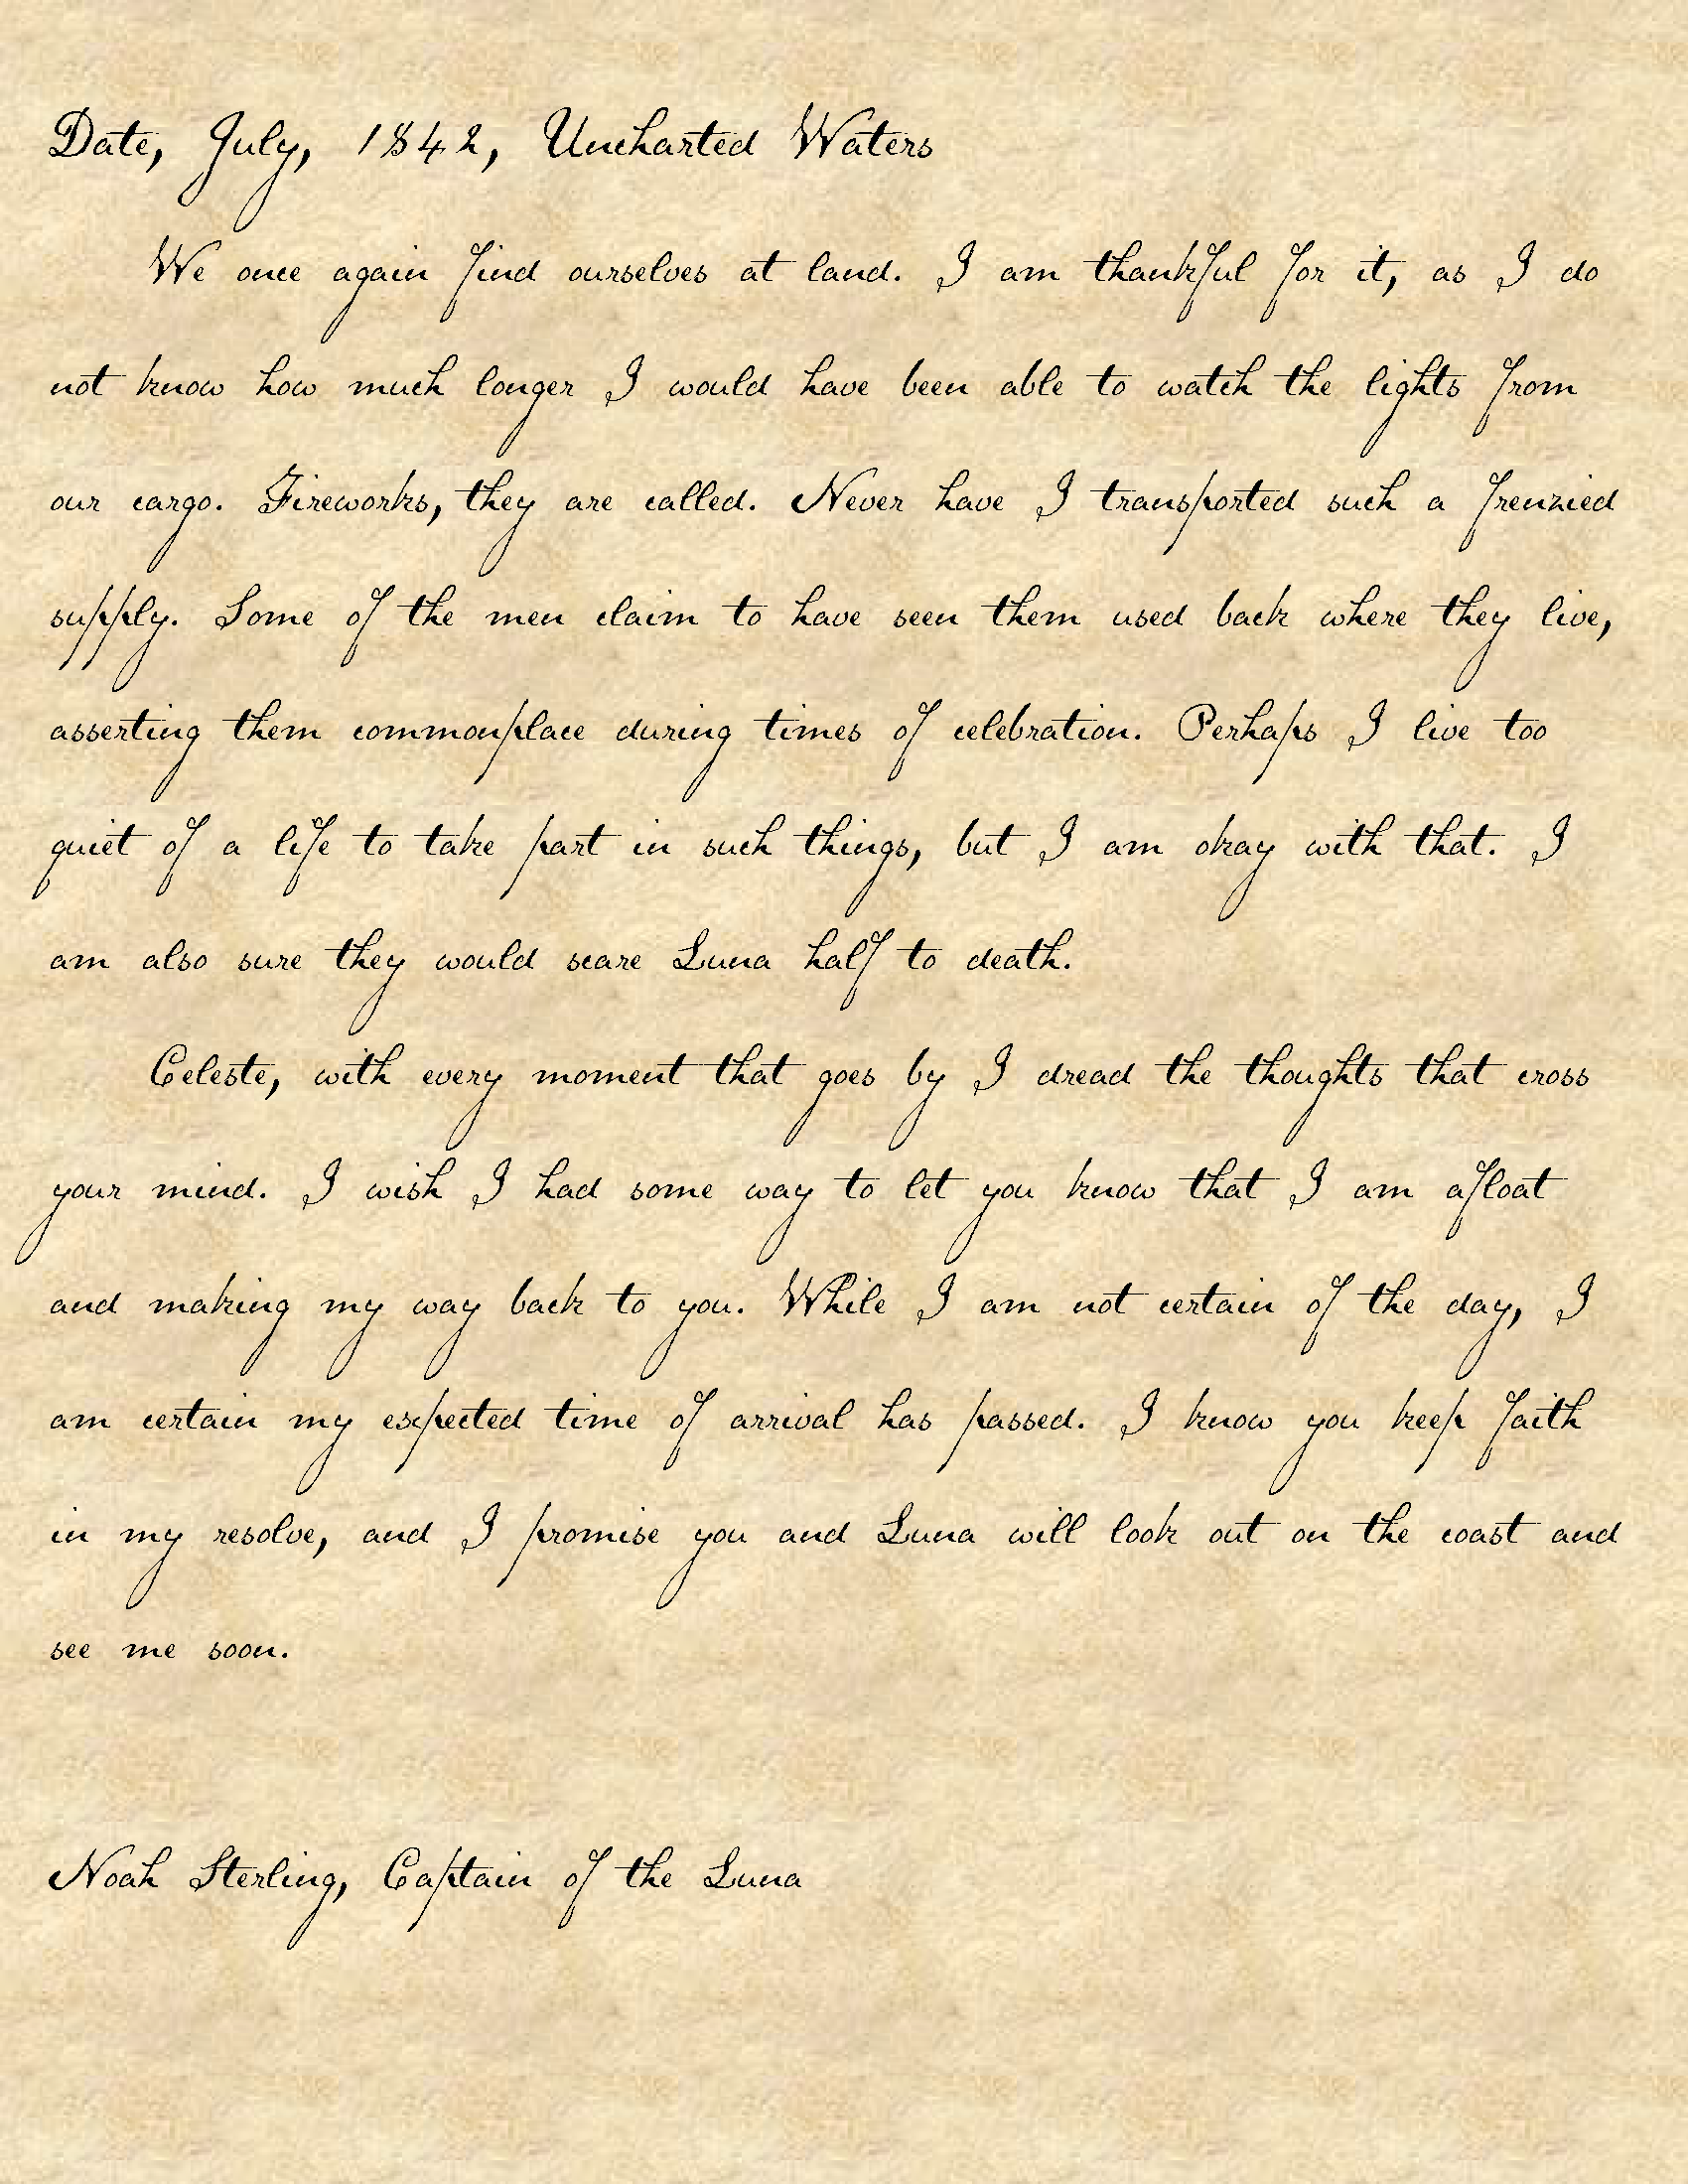 Date, July, 1842, Uncharted Waters
We once again find ourselves at land. I am thankful for it, as I do
not know how much longer I would have been able to watch the lights from
our cargo. Fireworks, they are called. Never have I transported such a frenzied
supply. Some of the men claim to have seen them used back where they live,
asserting them commonplace during times of celebration. Perhaps I live too
quiet of a life to take part in such things, but I am okay with that. I
am also sure they would scare Luna half to death.
Celeste, with every moment that goes by I dread the thoughts that cross
your mind. I wish I had some way to let you know that I am afloat
and making my way back to you. While I am not certain of the day, I
am certain my expected time of arrival has passed. I know you keep faith
in my resolve, and I promise you and Luna will look out on the coast and
see me soon.
Noah Sterling, Captain of the Luna